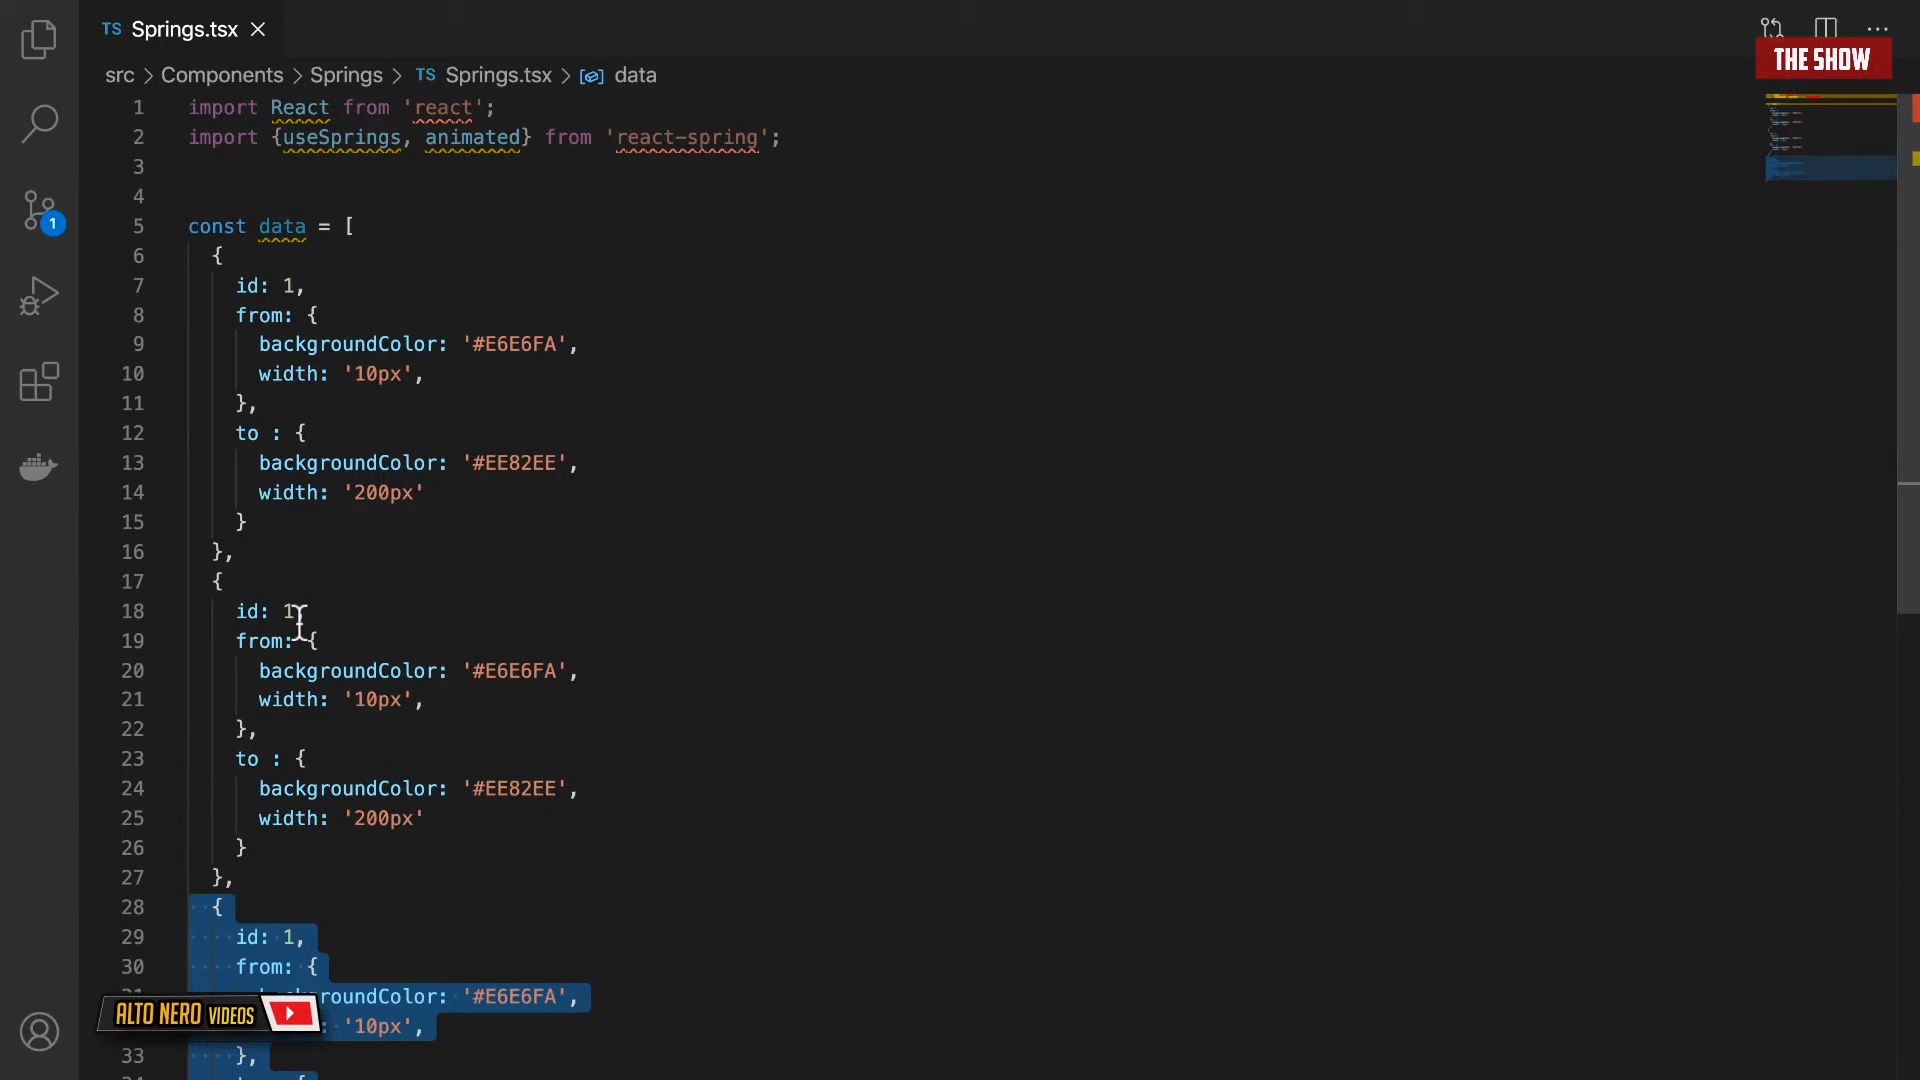 TS Springs.tsx
THE SHOW
src > Components > Springs > TS Springs.tsx > data
1 import React from 'react';
2 import {useSprings, animated} from 'react-spring';
3
4
5 const data = [
6 {
7 id: 1,
8 from: {
9 backgroundColor: '#E6E6FA',
10 width: '10px',
11 },
12 to : {
13 backgroundColor: '#EE82EE',
14 width: '200px'
15 }
16 },
17 {
18 id: 1
19 from: {
20 backgroundColor: '#E6E6FA',
21 width: '10px',
22 },
23 to : {
24 backgroundColor: '#EE82EE',
25 width: '200px'
26 }
27 },
28 {
29 id: 1,
30 from: {
groundColor: '#E6E6FA',
: '10px',
33 },
1
ALTO NERO VIDEOS